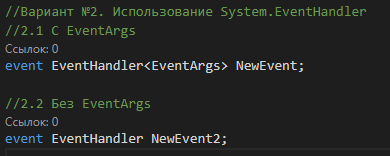 //Вариант №2. Использование System.EventHandler
//2.1 С EventArgs
Ссылок: 0
event EventHandler<EventArgs> NewEvent;
//2.2 Без EventArgs
Ссылок: 0
event EventHandler NewEvent2;